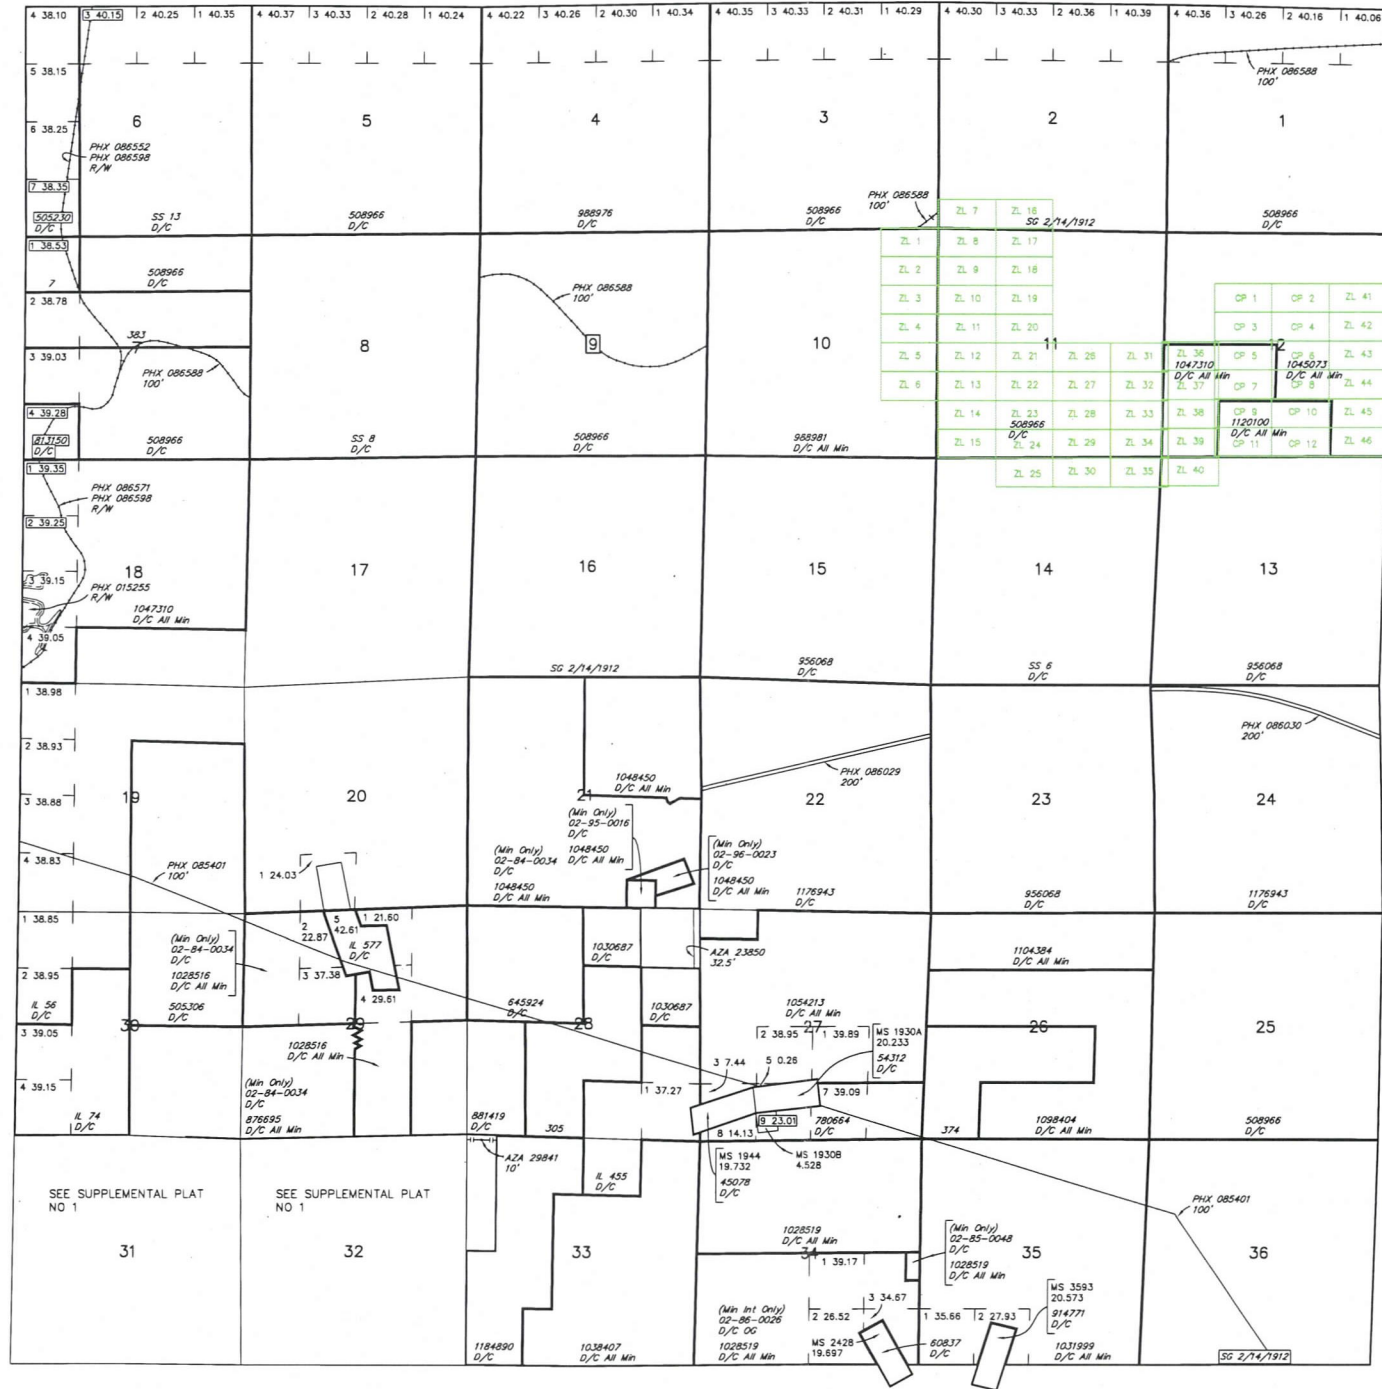 4 38.10 3 40.15 2 40.25 1 40.35 4 40.37 3 40.33 2 40.28 1 40.34 4 40.22 3 40.26 2 40.30 1 40.34 4 40.35 3 40.33 2 40.31 1 40.29 4 40.30 3 40.33 2 40.36 1 40.39 4 40.36 3 40.26 2 40.16 1 40.06
5 38.15
PHX 086588
100'
6 38.25
6
5
4
3
2
1
PHX 086552
PHX 086598
R/W
7 38.35
PHX 086588
100'
505230
D/C
SS 13
D/C
508966
D/C
988976
D/C
508966
D/C
SG 2/14/1912
508966
D/C
ZL 7 ZL 16
ZL 1 ZL 8 ZL 17
ZL 2 ZL 9 ZL 18
ZL 3 ZL 10 ZL 19
ZL 4 ZL 11 ZL 20
ZL 5 ZL 12 ZL 21 ZL 26 ZL 31 ZL 36
ZL 6 ZL 13 ZL 22 ZL 27 ZL 32 ZL 37
ZL 14 ZL 23 ZL 28 ZL 33 ZL 38
ZL 15 ZL 24 ZL 29 ZL 34 ZL 39
ZL 25 ZL 30 ZL 35 ZL 40
CP 1 CP 2 ZL 41
CP 3 CP 4 ZL 42
CP 5 CP 6 ZL 43
CP 7 CP 8 ZL 44
CP 9 CP 10 ZL 45
CP 11 CP 12 ZL 46
1 38.53
7
508966
D/C
2 38.78
383
7
3 39.03
PHX 086588
100'
4 39.28
813150
D/C
508966
D/C
8
SS 8
D/C
PHX 086588
100'
9
508966
D/C
10
988981
D/C All Min
11
508966
D/C
12
1047310
D/C All Min
1045073
D/C All Min
1120100
D/C All Min
1 39.35
PHX 086571
PHX 086598
R/W
2 39.25
3 39.15
18
PHX 015255
R/W
1047310
D/C All Min
4 39.05
IL
17
16
SG 2/14/1912
15
956068
D/C
14
SS 6
D/C
13
956068
D/C
1 38.98
2 38.93
3 38.88
4 38.83
19
PHX 085401
100'
20
1 24.03
21
1048450
D/C All Min
(Min Only)
02-95-0016
D/C
1048450
D/C All Min
(Min Only)
02-84-0034
D/C
1048450
D/C All Min
(Min Only)
02-96-0023
D/C
1048450
D/C All Min
PHX 086029
200'
22
1176943
D/C
23
956068
D/C
PHX 086030
200'
24
1176943
D/C
1 38.85
2 38.95
IL 56
D/C
3 39.05
4 39.15
30
505306
D/C
IL 74
D/C
(Min Only)
02-84-0034
D/C
1028516
D/C All Min
2
22.87
5
42.61
1 21.60
IL 577
D/C
3 37.38
4 29.61
29
1028516
D/C All Min
(Min Only)
02-84-0034
D/C
876695
D/C All Min
1030687
D/C
645924
D/C
28
1030687
D/C
881419
D/C
305
AZA 23850
32.5'
1054213
D/C All Min
2 38.95 27 1 39.89
MS 1930A
20.233
54312
D/C
3 7.44
5 0.26
1 37.27
7 39.09
9 23.01
780664
D/C
8 14.13
MS 1944
19.732
45078
D/C
MS 1930B
4.528
1104384
D/C
26
374
1098404
D/C All Min
25
508966
D/C
SEE SUPPLEMENTAL PLAT
NO 1
31
SEE SUPPLEMENTAL PLAT
NO 1
32
AZA 29841
10'
IL 455
D/C
33
1184890
D/C
1038407
D/C All Min
1028519
D/C All Min
34
1 39.17
(Min Only)
02-85-0048
D/C
1028519
D/C All Min
3 34.67
2 26.52
(Min Int Only)
02-86-0026
D/C OG
1028519
D/C All Min
MS 2428
19.697
60837
D/C
35
1 35.66 2 27.93
MS 3593
20.573
914771
D/C
1031999
D/C All Min
PHX 085401
100'
36
SG 2/14/1912